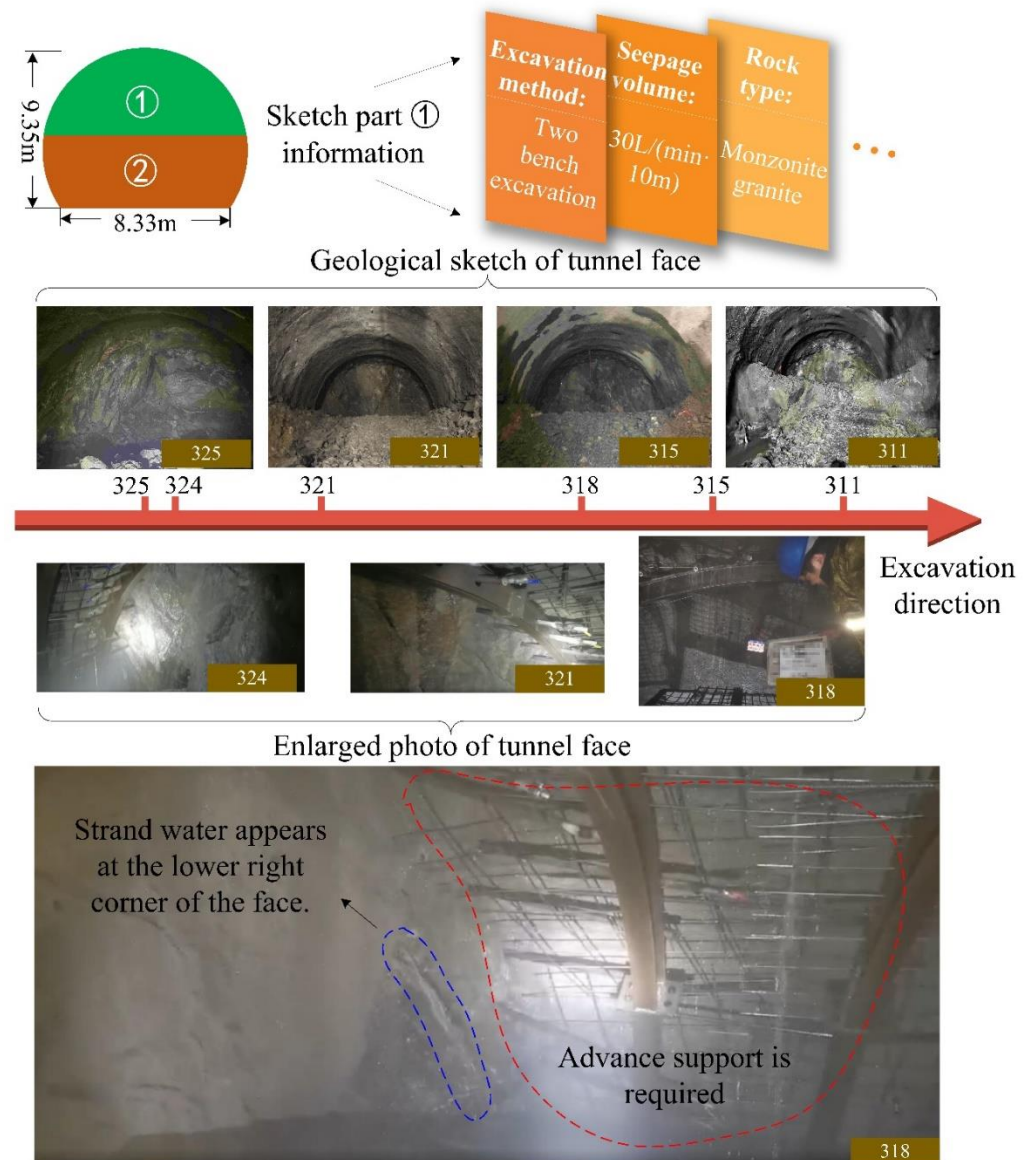 9.35m
①
②
8.33m
Sketch part ①
information
Excavation
method:
Two
bench
excavation
Seepage
volume:
30L/(min·
10m)
Rock
type:
Monzonite
granite
...
Geological sketch of tunnel face
325
321
315
311
325 324 321 318 315 311
Excavation
direction
324
321
318
Enlarged photo of tunnel face
Strand water appears
at the lower right
corner of the face.
Advance support is
required
318